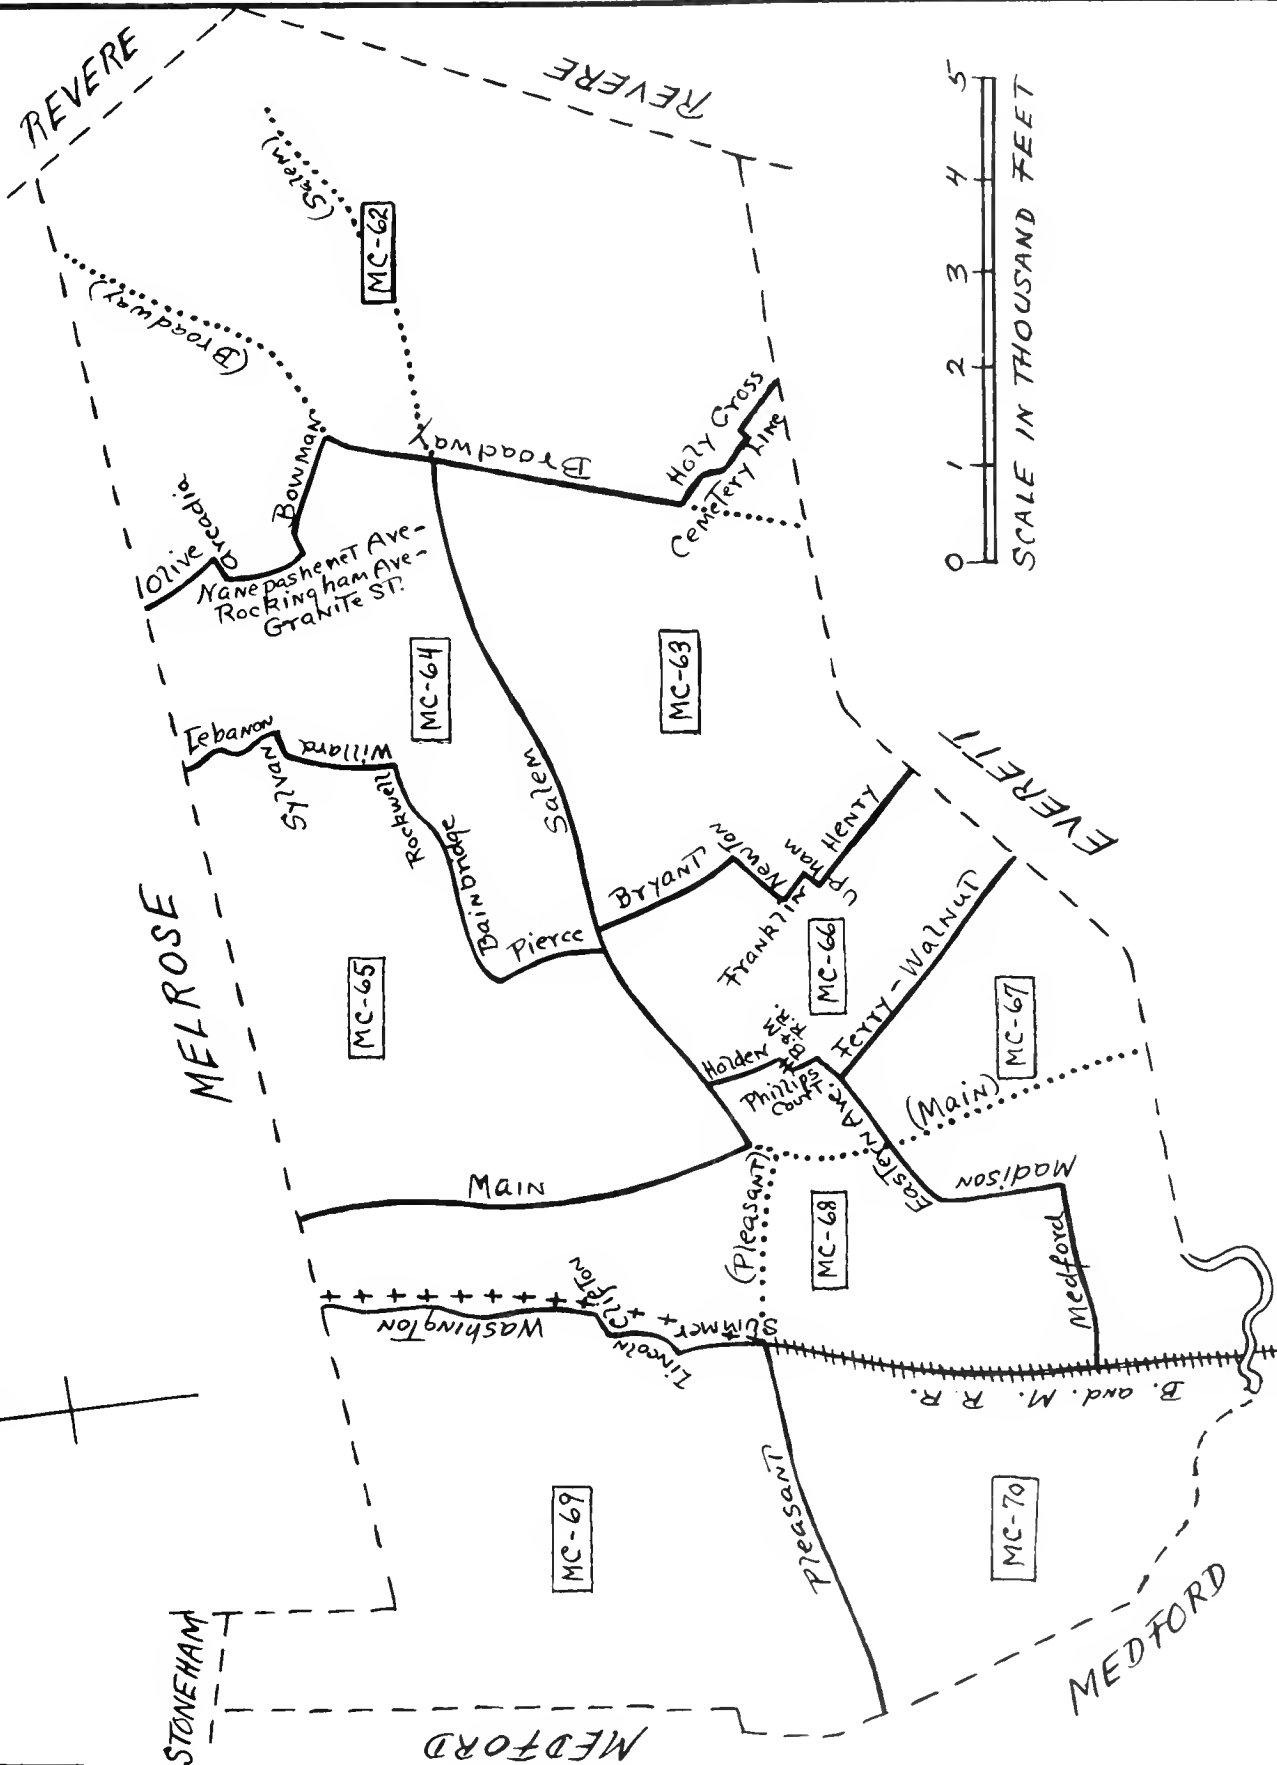 REVERE
REVERE
(Salem)
(Broadway)
MC-62
Broadway
Holy Cross
Cemetery Line
Bowman
Arcadia
Olive
Nanepashemet Ave-
Rockingham Ave-
Granite St.
MC-64
MC-63
Lebanon
Sylvan
Willard
Rockwell
Bainbridge
Pierce
Salem
Bryant
Newton
Franklin
Upham
Henry
EVERETT
MELROSE
MC-65
MC-66
Ferry-Walnut
MC-67
Holden
B.&M.
R.R.
Phillips
Court
Eastern Ave.
(Main)
Main
(Pleasant)
MC-68
Madison
Medford
Washington
Clifton
Lincoln
Summer
B. and. M. R. R.
Pleasant
MC-69
MC-70
STONEHAM
MEDFORD
MEDFORD
0 1 2 3 4 5
SCALE IN THOUSAND FEET